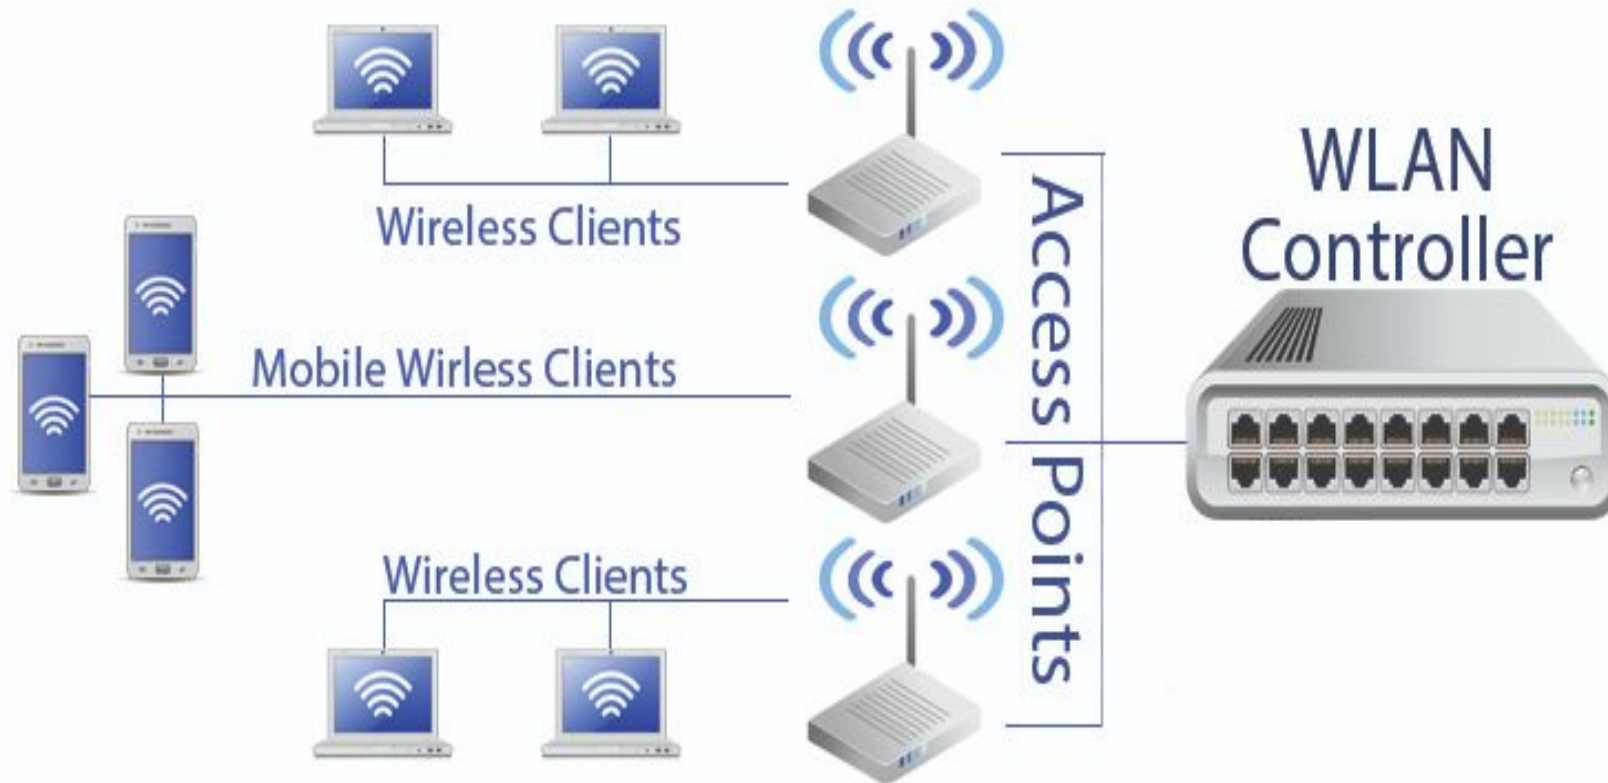 Wireless Clients
Mobile Wirless Clients
Wireless Clients
Access Points
WLAN
Controller